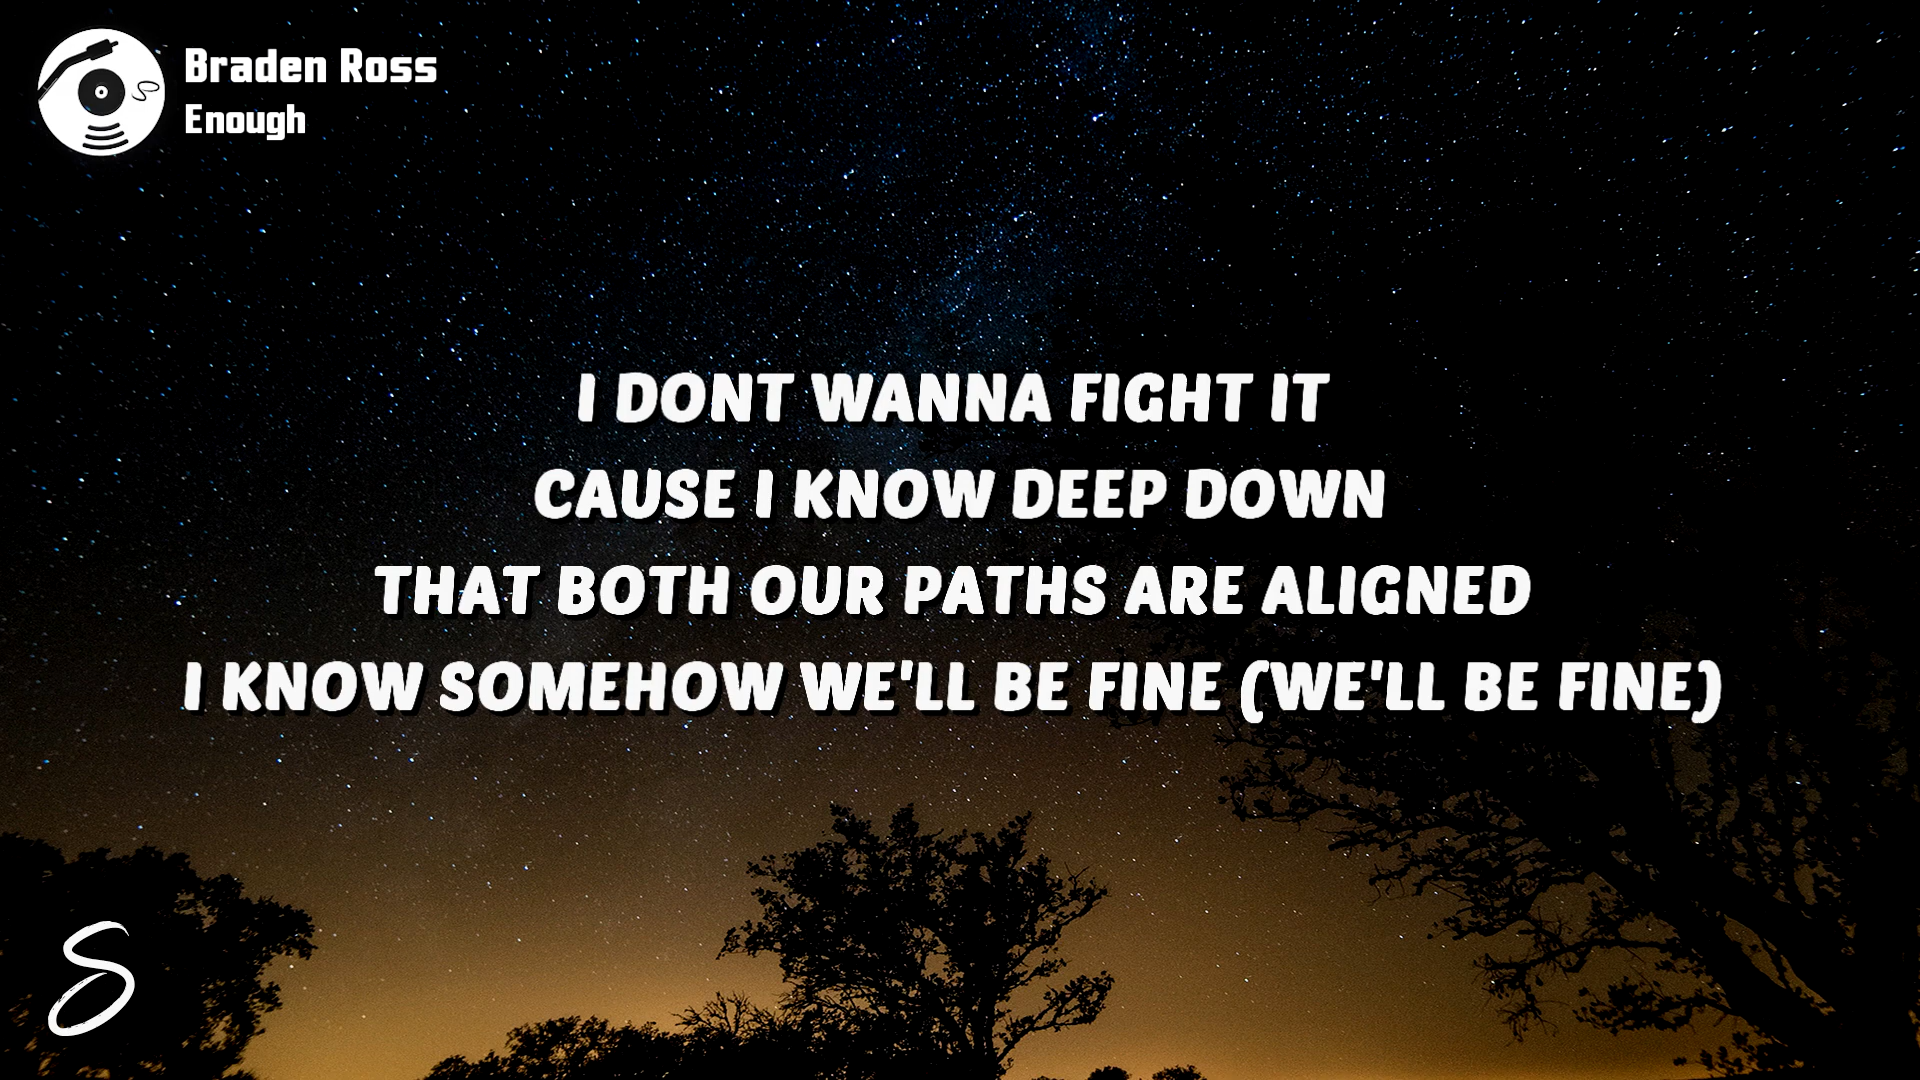 Braden Ross
Enough
I DONT WANNA FIGHT IT
CAUSE I KNOW DEEP DOWN
THAT BOTH OUR PATHS ARE ALIGNED
I KNOW SOMEHOW WE'LL BE FINE (WE'LL BE FINE)
S